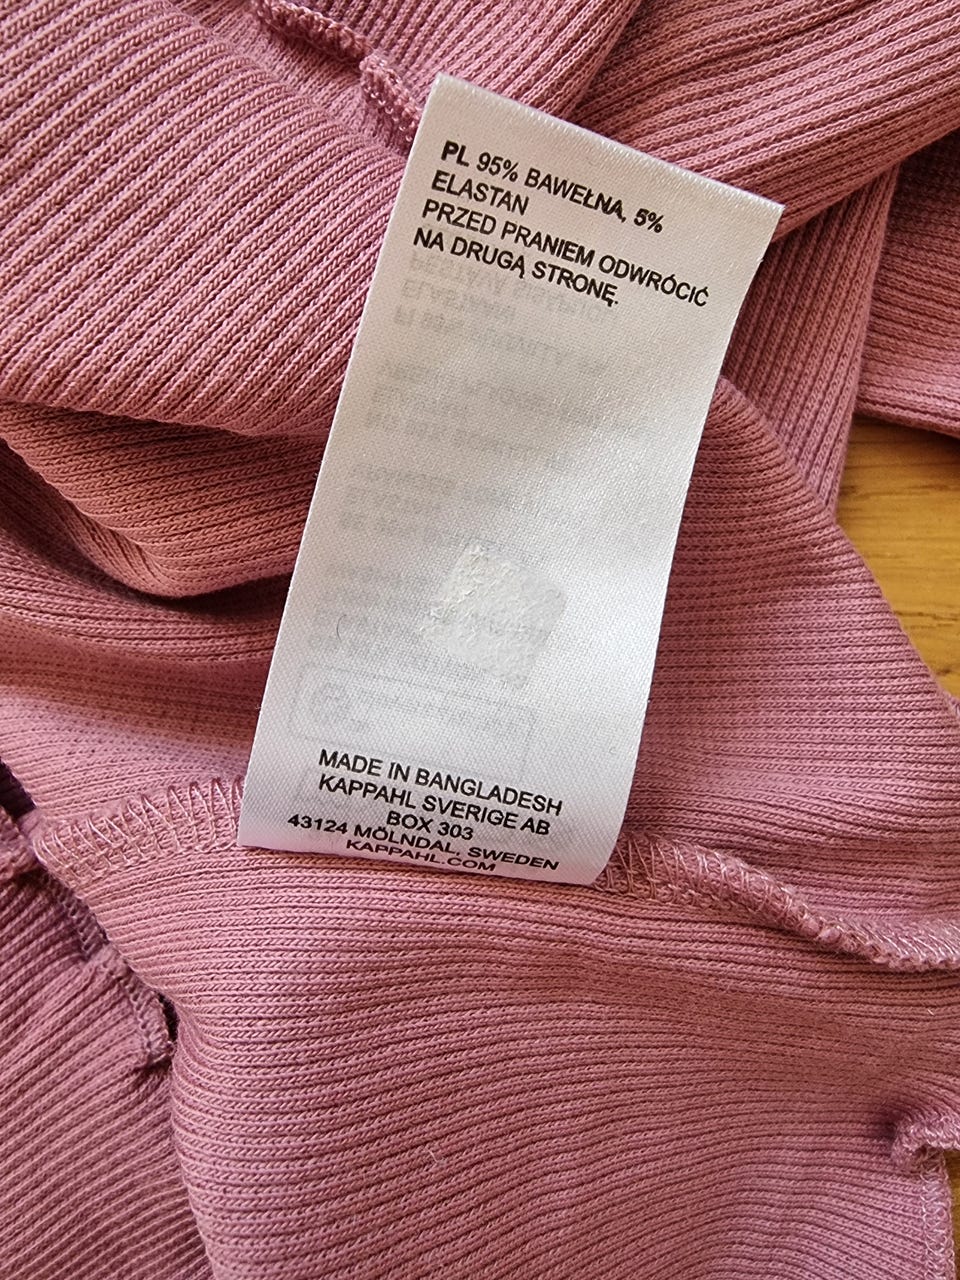 PL 95% BAWEŁNA, 5%
ELASTAN
PRZED PRANIEM ODWRÓCIĆ
NA DRUGĄ STRONĘ.
MADE IN BANGLADESH
KAPPAHL SVERIGE AB
BOX 303
43124 MÖLNDAL, SWEDEN
KAPPAHL.COM